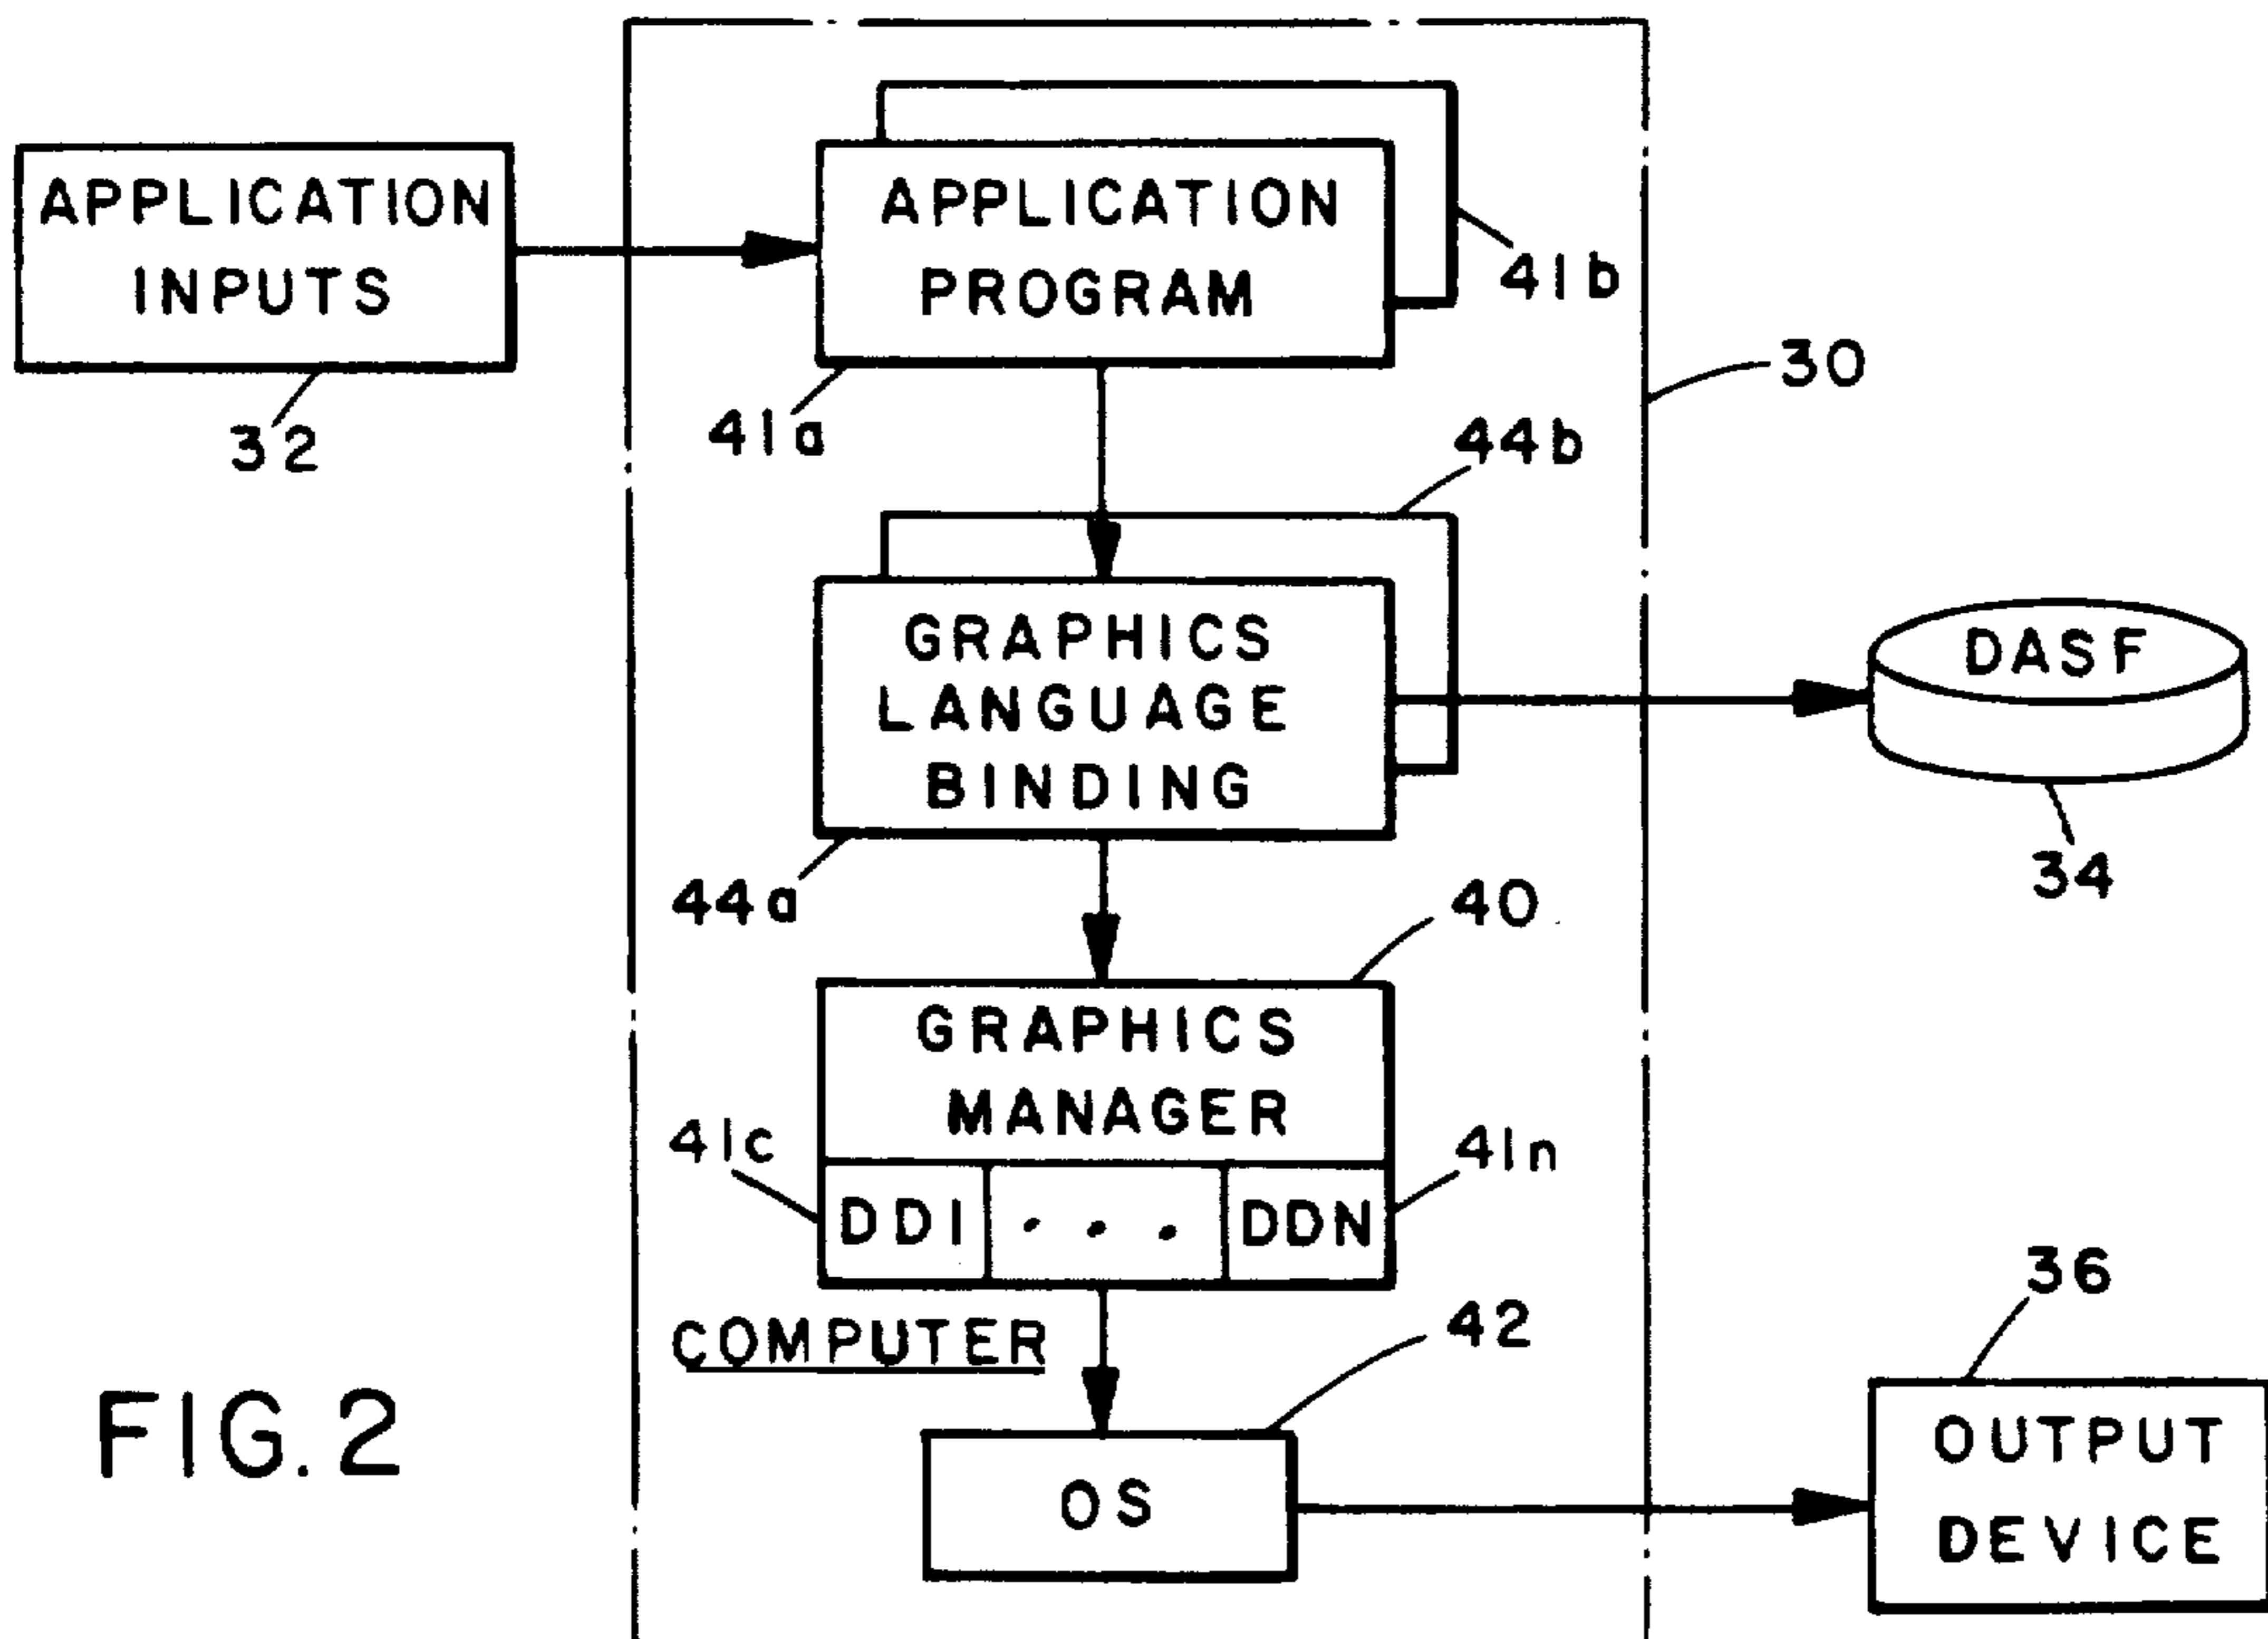 APPLICATION
INPUTS
32
APPLICATION
PROGRAM
41b
41a
30
44b
GRAPHICS
LANGUAGE
BINDING
44a
DASF
34
40
GRAPHICS
MANAGER
41c
41n
DD1
. . .
DDN
COMPUTER
42
OS
36
OUTPUT
DEVICE
FIG. 2